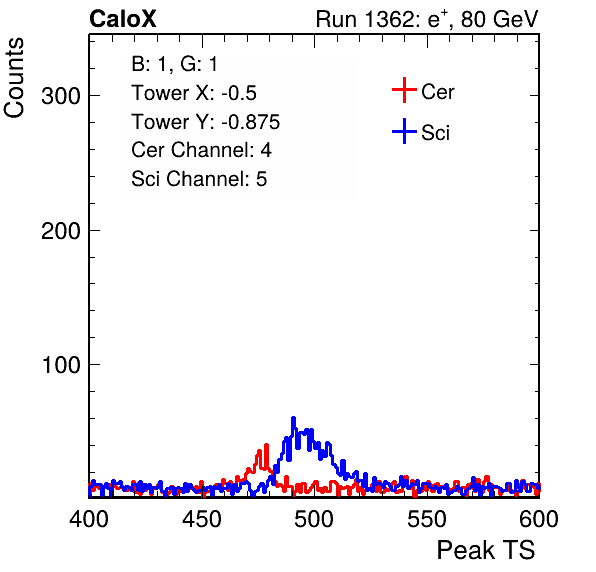 CaloX Run 1362: e⁺, 80 GeV
Counts
B: 1, G: 1
Tower X: -0.5
Tower Y: -0.875
Cer Channel: 4
Sci Channel: 5
Cer
Sci
300
200
100
400 450 500 550 600
Peak TS